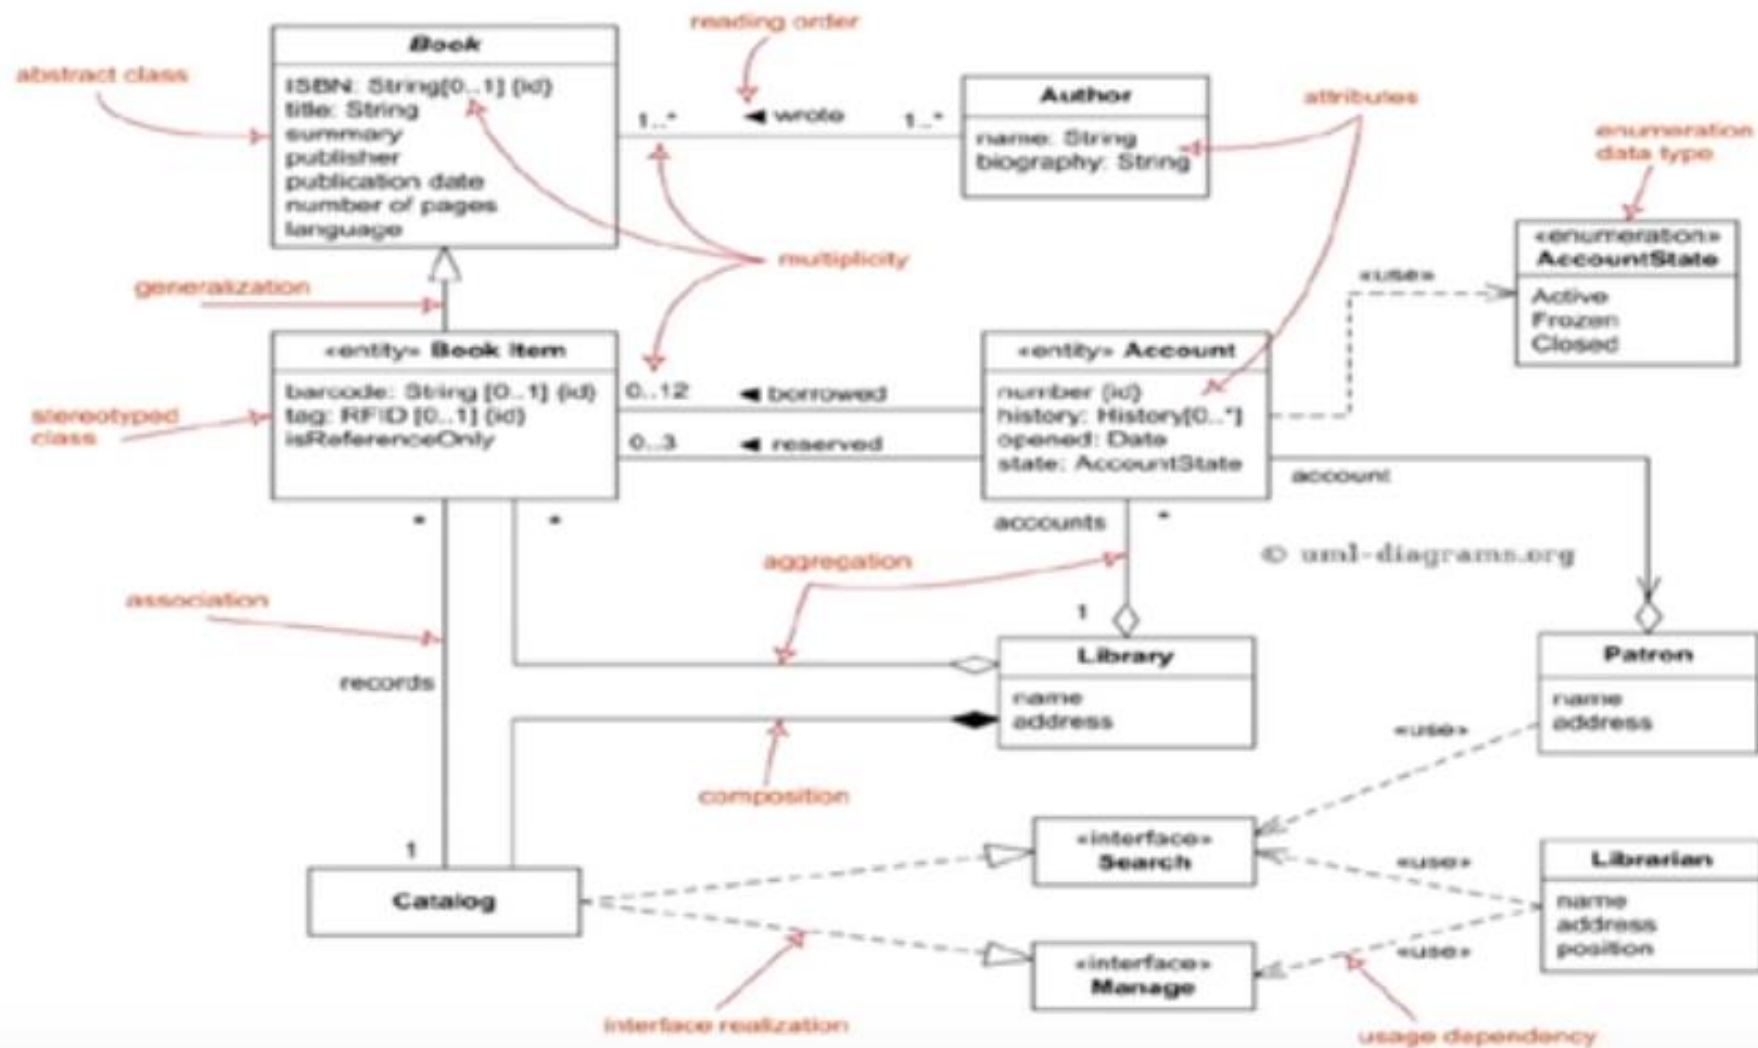 reading order
Book
abstract class
ISBN: String[0..1] {id}
title: String
summary
publisher
publication date
number of pages
language
1..*
◄ wrote
1..*
Author
name: String
biography: String
attributes
enumeration
data type
multiplicity
«enumeration»
AccountState
Active
Frozen
Closed
«use»
generalization
«entity» Book Item
barcode: String [0..1] {id}
tag: RFID [0..1] {id}
isReferenceOnly
stereotyped
class
0..12
◄ borrowed
0..3
◄ reserved
«entity» Account
number {id}
history: History[0..*]
opened: Date
state: AccountState
account
*
*
accounts
*
© uml-diagrams.org
aggregation
association
1
records
Library
name
address
Patron
name
address
«use»
composition
1
Catalog
«interface»
Search
«use»
Librarian
name
address
position
«interface»
Manage
«use»
interface realization
usage dependency